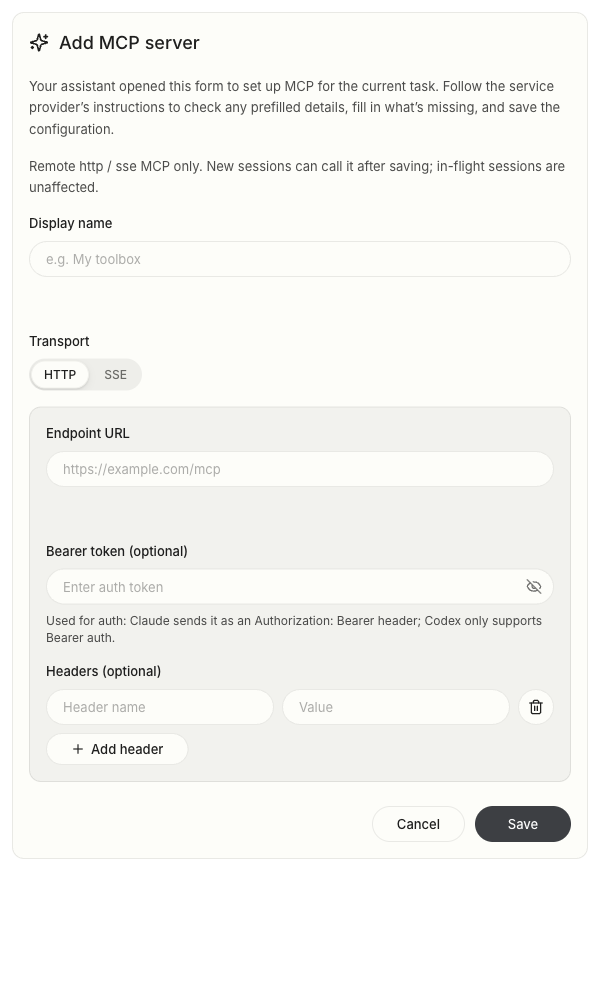 Add MCP server
Your assistant opened this form to set up MCP for the current task. Follow the service
provider’s instructions to check any prefilled details, fill in what’s missing, and save the
configuration.
Remote http / sse MCP only. New sessions can call it after saving; in-flight sessions are
unaffected.
Display name
e.g. My toolbox
Transport
HTTP SSE
Endpoint URL
https://example.com/mcp
Bearer token (optional)
Enter auth token
Used for auth: Claude sends it as an Authorization: Bearer header; Codex only supports
Bearer auth.
Headers (optional)
Header name Value
Add header
Cancel Save